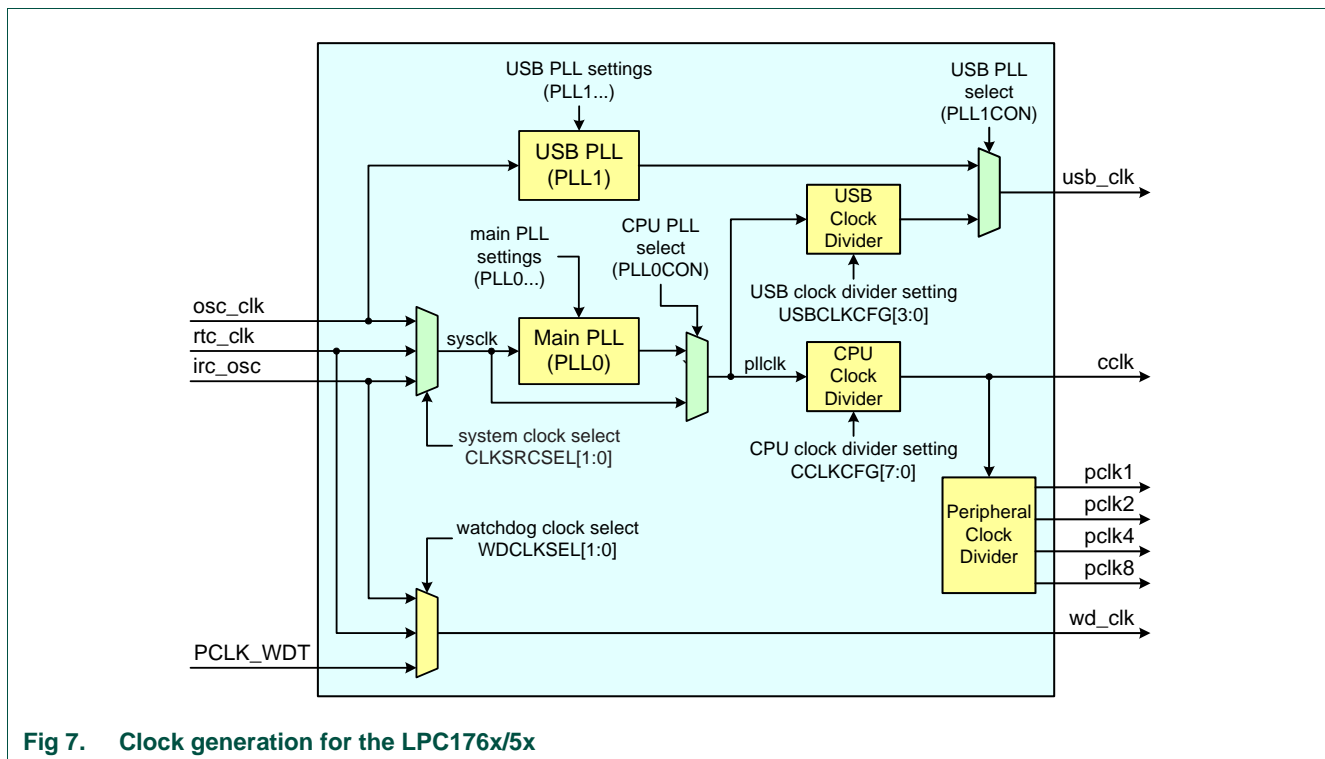 USB PLL settings
(PLL1...)
USB PLL
select
(PLL1CON)
USB PLL
(PLL1)
usb_clk
USB
Clock
Divider
main PLL
settings
(PLL0...)
CPU PLL
select
(PLL0CON)
USB clock divider setting
USBCLKCFG[3:0]
osc_clk
rtc_clk
irc_osc
sysclk
Main PLL
(PLL0)
pllclk
CPU
Clock
Divider
cclk
system clock select
CLKSRCSEL[1:0]
CPU clock divider setting
CCLKCFG[7:0]
pclk1
pclk2
pclk4
pclk8
Peripheral
Clock
Divider
watchdog clock select
WDCLKSEL[1:0]
wd_clk
PCLK_WDT
Fig 7. Clock generation for the LPC176x/5x